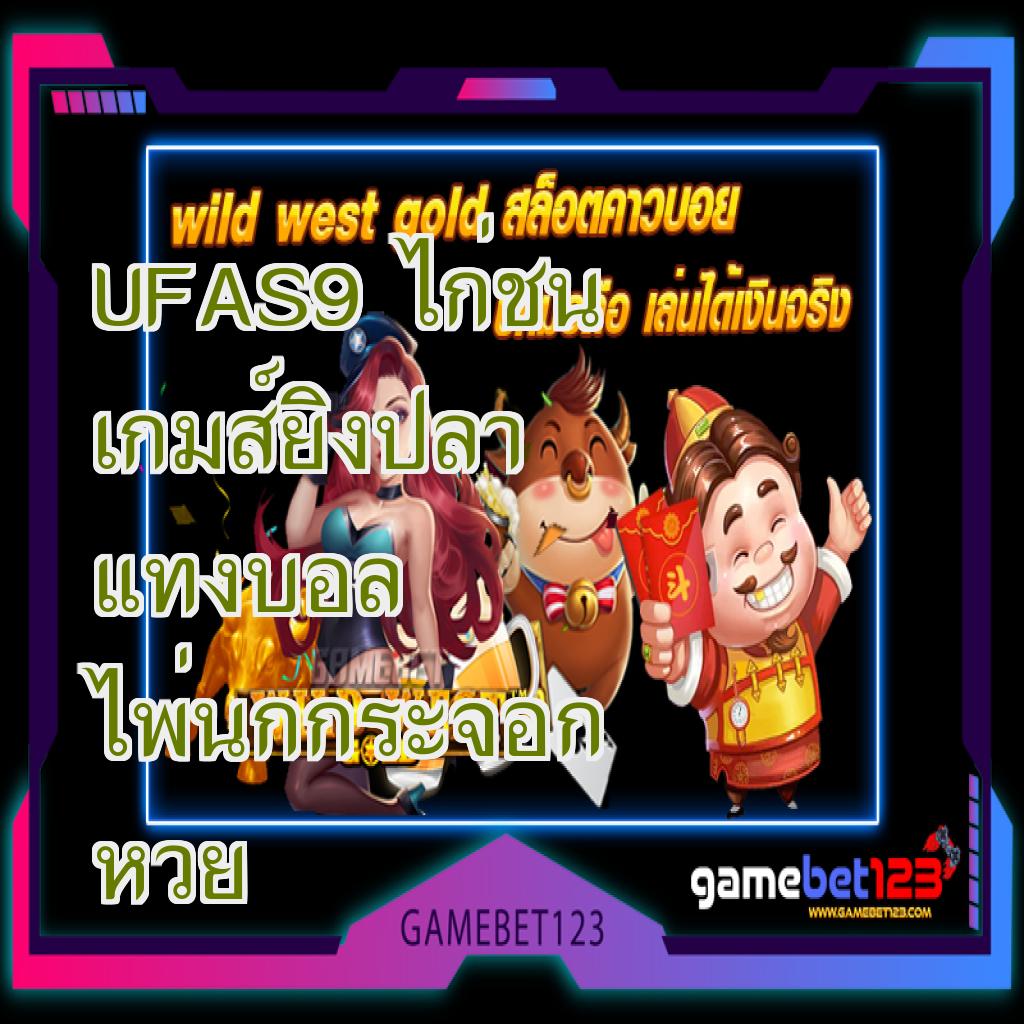 wild west gold สล็อตคาวบอย
UFAS9 ไก่ชน
เล่นได้เงินจริง
เกมส์ยิงปลา
แทงบอล
GAMEBET
ไพ่นกกระจอก
หวย
gamebet123
WWW.GAMEBET123.COM
GAMEBET123